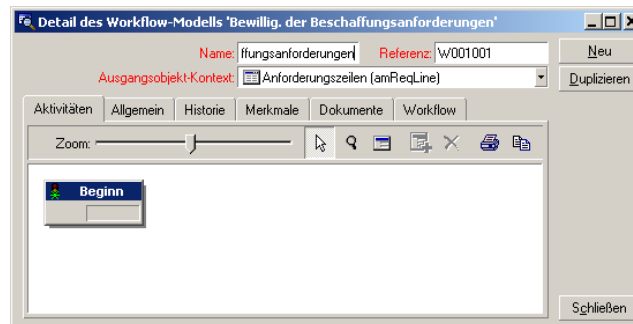 Detail des Workflow-Modells 'Bewillig. der Beschaffungsanforderungen'
Name: ffungsanforderungen Referenz: W001001 Neu
Ausgangsobjekt-Kontext: Anforderungszeilen (amReqLine) Duplizieren
Aktivitäten Allgemein Historie Merkmale Dokumente Workflow
Zoom:
Beginn
Schließen